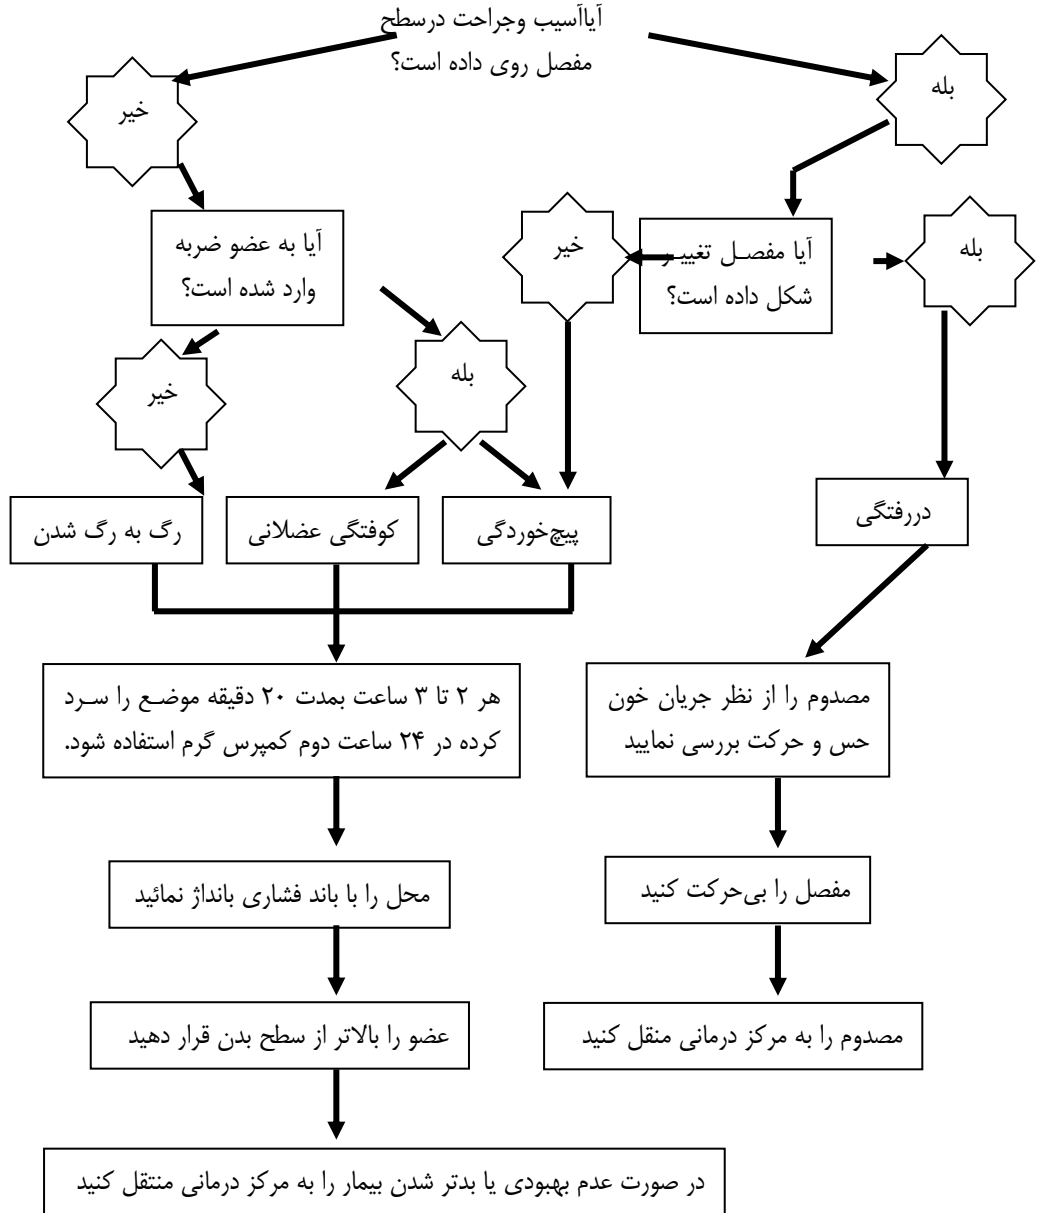 آیاآسیب وجراحت درسطح
مفصل روی داده است؟
بله
خیر
آیا مفصل تغییر
شکل داده است؟
بله
خیر
آیا به عضو ضربه
وارد شده است؟
بله
خیر
دررفتگی
پیچ‌خوردگی
کوفتگی عضلانی
رگ به رگ شدن
مصدوم را از نظر جریان خون
حس و حرکت بررسی نمایید
هر ۲ تا ۳ ساعت بمدت ۲۰ دقیقه موضع را سرد
کرده در ۲۴ ساعت دوم کمپرس گرم استفاده شود.
مفصل را بی‌حرکت کنید
محل را با باند فشاری بانداژ نمائید
مصدوم را به مرکز درمانی منقل کنید
عضو را بالاتر از سطح بدن قرار دهید
در صورت عدم بهبودی یا بدتر شدن بیمار را به مرکز درمانی منتقل کنید